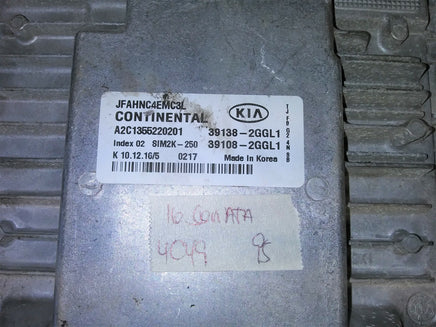 JFAHNC4EMC3L
CONTINENTAL
KIA
A2C1355220201 39138-2GGL1
Index 02 SIM2K-250 39108-2GGL1
K 10.12.16/5 0217 Made in Korea
16 SonATA
4049 95